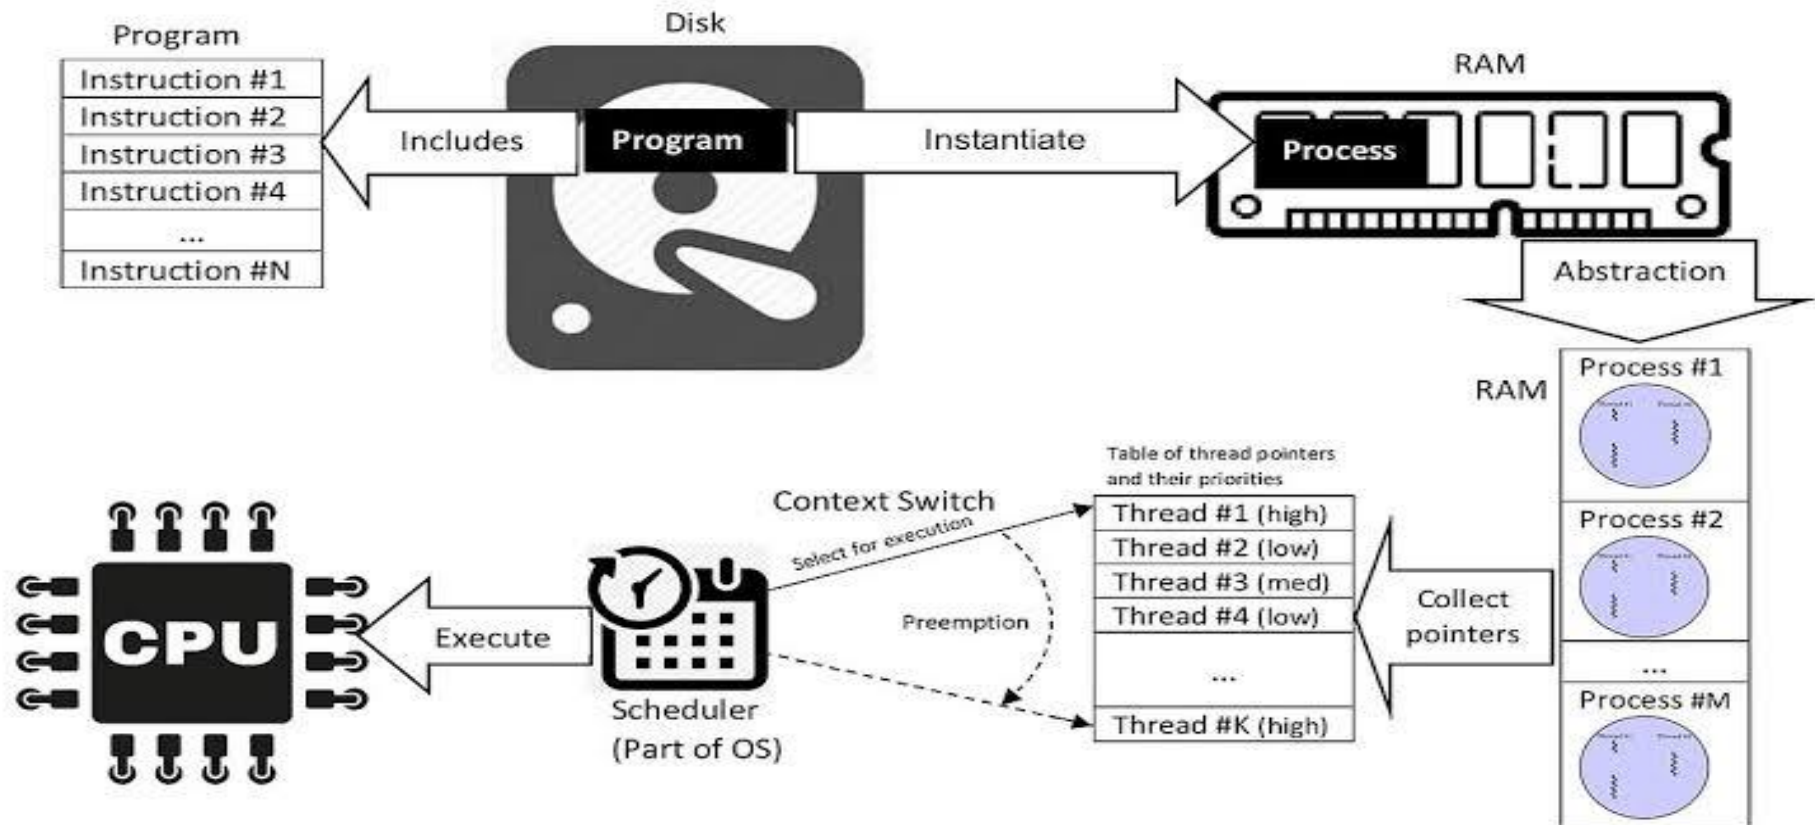 Program
Instruction #1
Instruction #2
Instruction #3
Instruction #4
...
Instruction #N
Includes
Disk
Program
Instantiate
RAM
Process
Abstraction
RAM
Process #1
Process #2
...
Process #M
Collect
pointers
Table of thread pointers
and their priorities
Thread #1 (high)
Thread #2 (low)
Thread #3 (med)
Thread #4 (low)
...
Thread #K (high)
Context Switch
Select for execution
Preemption
Scheduler
(Part of OS)
Execute
CPU